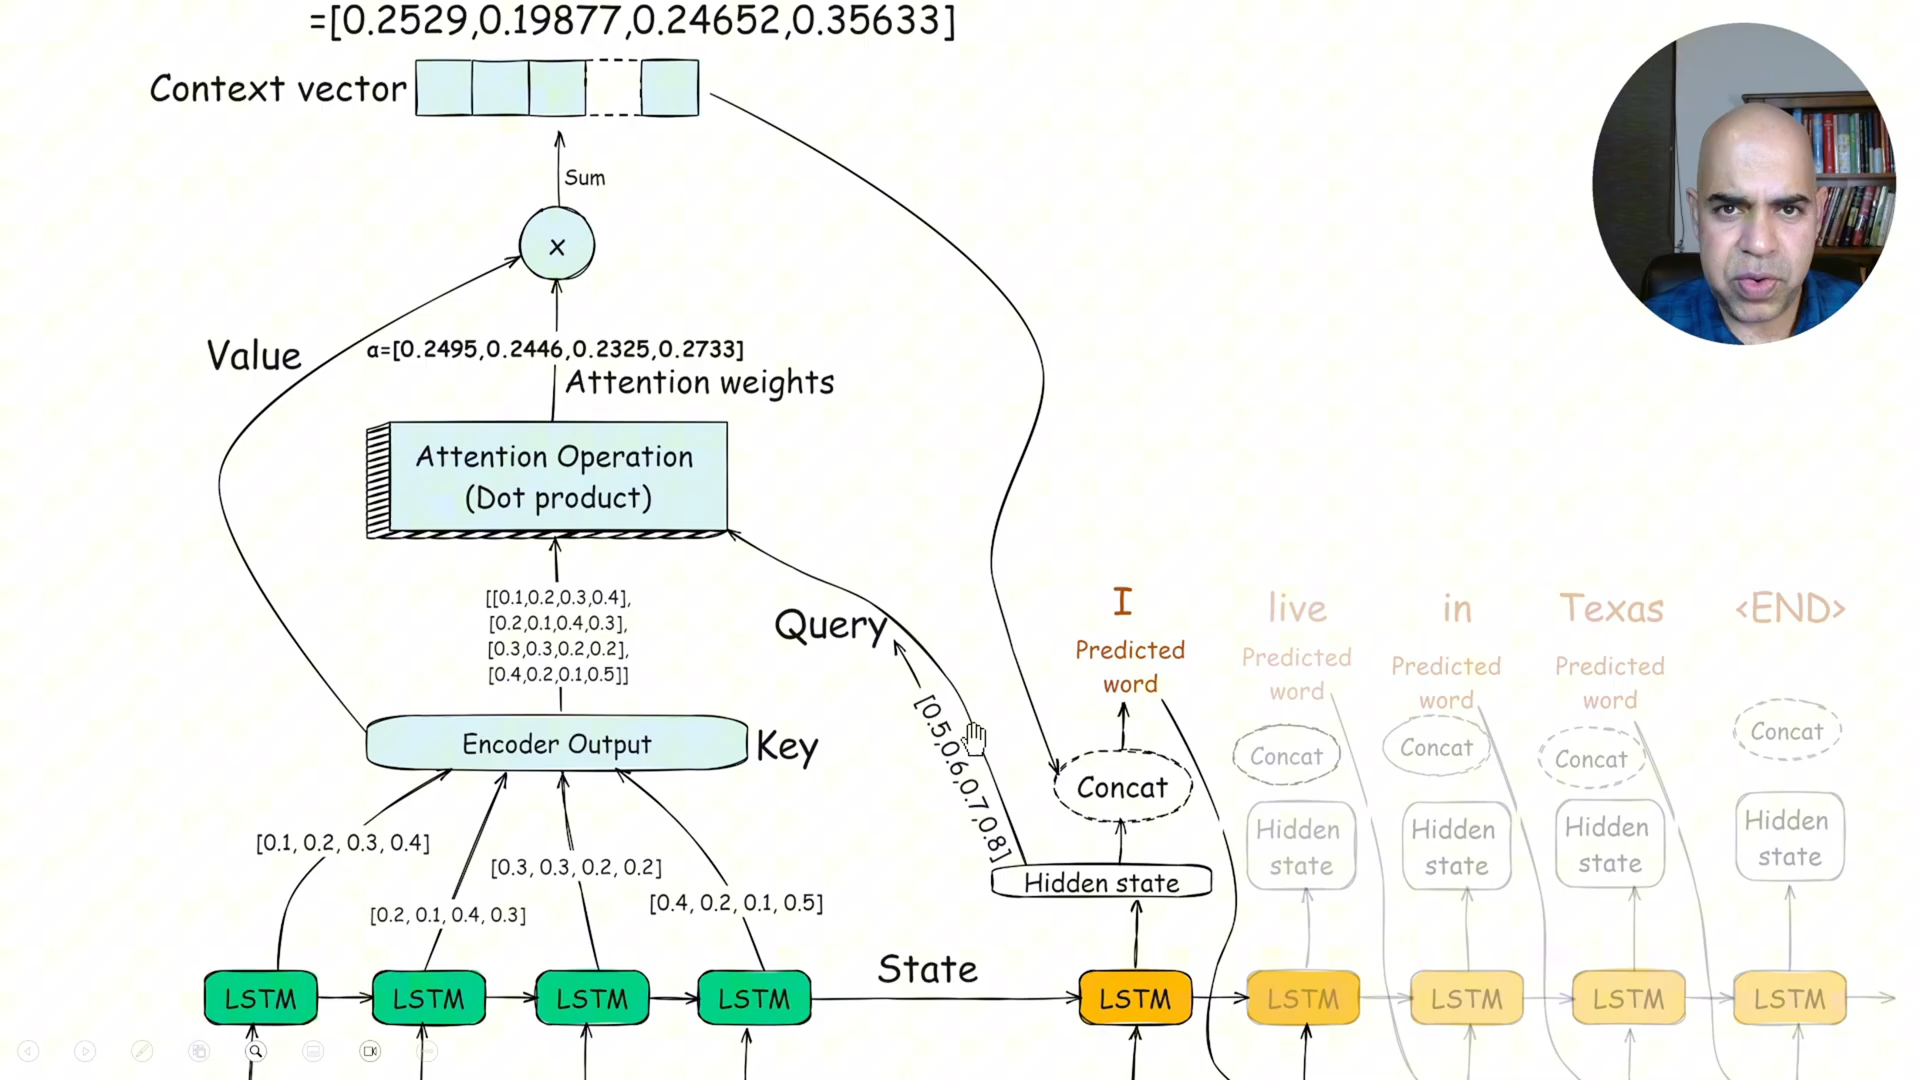 =[0.2529,0.19877,0.24652,0.35633]
Context vector
Sum
x
Value
α=[0.2495,0.2446,0.2325,0.2733]
Attention weights
Attention Operation
(Dot product)
[[0.1,0.2,0.3,0.4],
[0.2,0.1,0.4,0.3],
[0.3,0.3,0.2,0.2],
[0.4,0.2,0.1,0.5]]
Query
[0.5,0.6,0.7,0.8]
Encoder Output
Key
[0.1, 0.2, 0.3, 0.4]
[0.2, 0.1, 0.4, 0.3]
[0.3, 0.3, 0.2, 0.2]
[0.4, 0.2, 0.1, 0.5]
I
live
in
Texas
<END>
Predicted
word
Predicted
word
Predicted
word
Predicted
word
Concat
Concat
Concat
Concat
Concat
Hidden state
Hidden
state
Hidden
state
Hidden
state
Hidden
state
State
LSTM
LSTM
LSTM
LSTM
LSTM
LSTM
LSTM
LSTM
LSTM